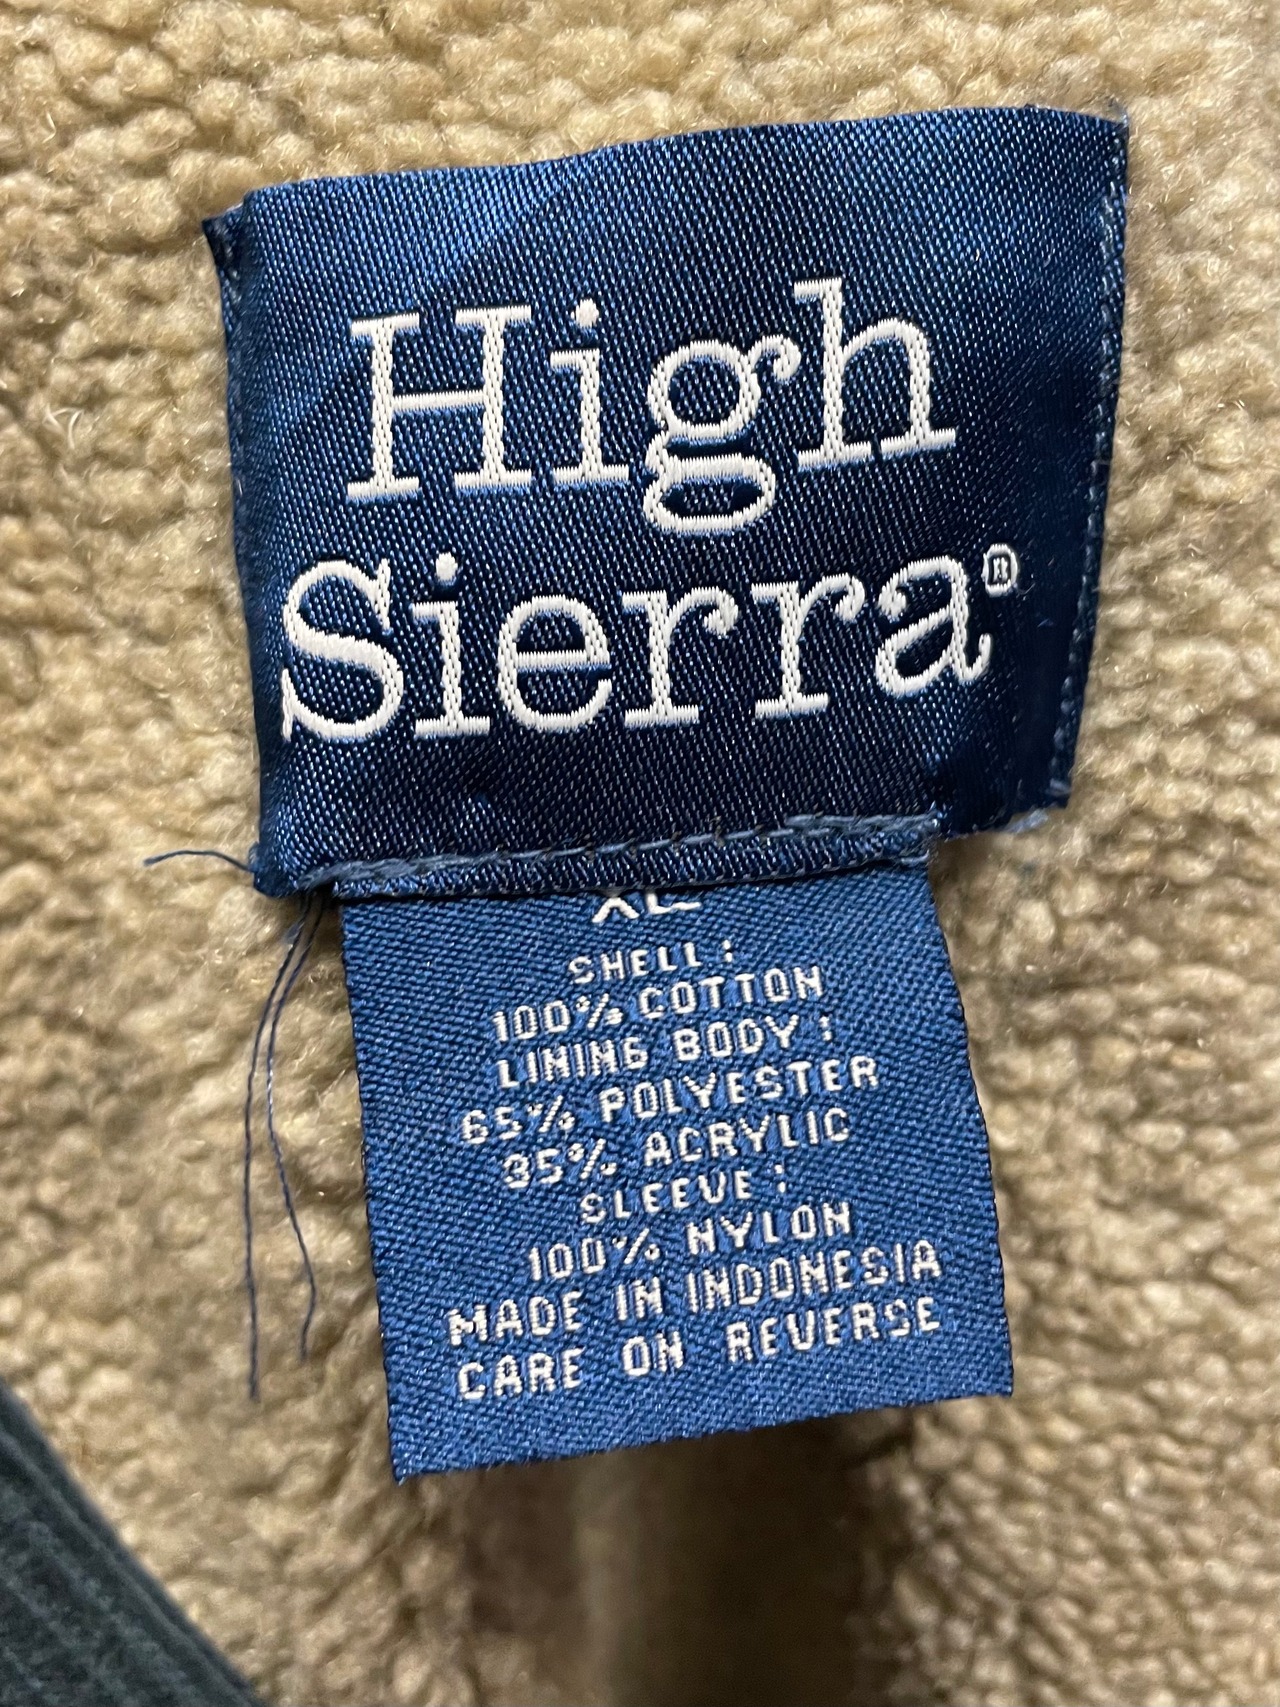 High
Sierra®
XL
SHELL:
100% COTTON
LINING BODY:
65% POLYESTER
35% ACRYLIC
SLEEVE:
100% NYLON
MADE IN INDONESIA
CARE ON REVERSE